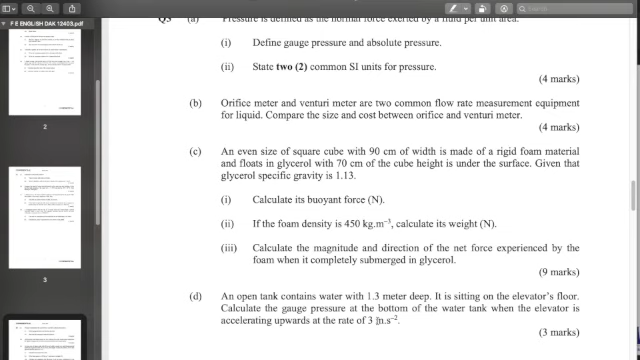 F E ENGLISH DAK 12403.pdf
Search
Q3 (a) Pressure is defined as the normal force exerted by a fluid per unit area.
(i) Define gauge pressure and absolute pressure.
(ii) State two (2) common SI units for pressure.
(4 marks)
(b) Orifice meter and venturi meter are two common flow rate measurement equipment
for liquid. Compare the size and cost between orifice and venturi meter.
(4 marks)
(c) An even size of square cube with 90 cm of width is made of a rigid foam material
and floats in glycerol with 70 cm of the cube height is under the surface. Given that
glycerol specific gravity is 1.13.
(i) Calculate its buoyant force (N).
(ii) If the foam density is 450 kg.m⁻³, calculate its weight (N).
(iii) Calculate the magnitude and direction of the net force experienced by the
foam when it completely submerged in glycerol.
(9 marks)
(d) An open tank contains water with 1.3 meter deep. It is sitting on the elevator's floor.
Calculate the gauge pressure at the bottom of the water tank when the elevator is
accelerating upwards at the rate of 3 m.s⁻².
(3 marks)
2
3